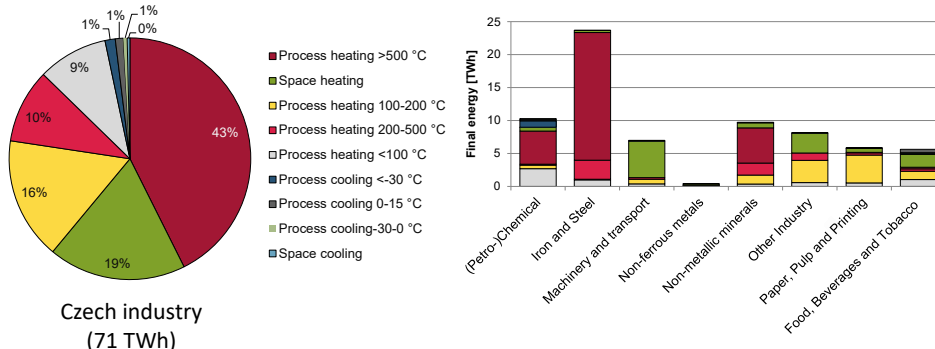 1%
1%
1%
0%
9%
10%
16%
19%
43%
Process heating >500 °C
Space heating
Process heating 100-200 °C
Process heating 200-500 °C
Process heating <100 °C
Process cooling <-30 °C
Process cooling 0-15 °C
Process cooling-30-0 °C
Space cooling
Czech industry
(71 TWh)
Final energy [TWh]
25
20
15
10
5
0
(Petro-)Chemical
Iron and Steel
Machinery and transport
Non-ferrous metals
Non-metallic minerals
Other Industry
Paper, Pulp and Printing
Food, Beverages and Tobacco